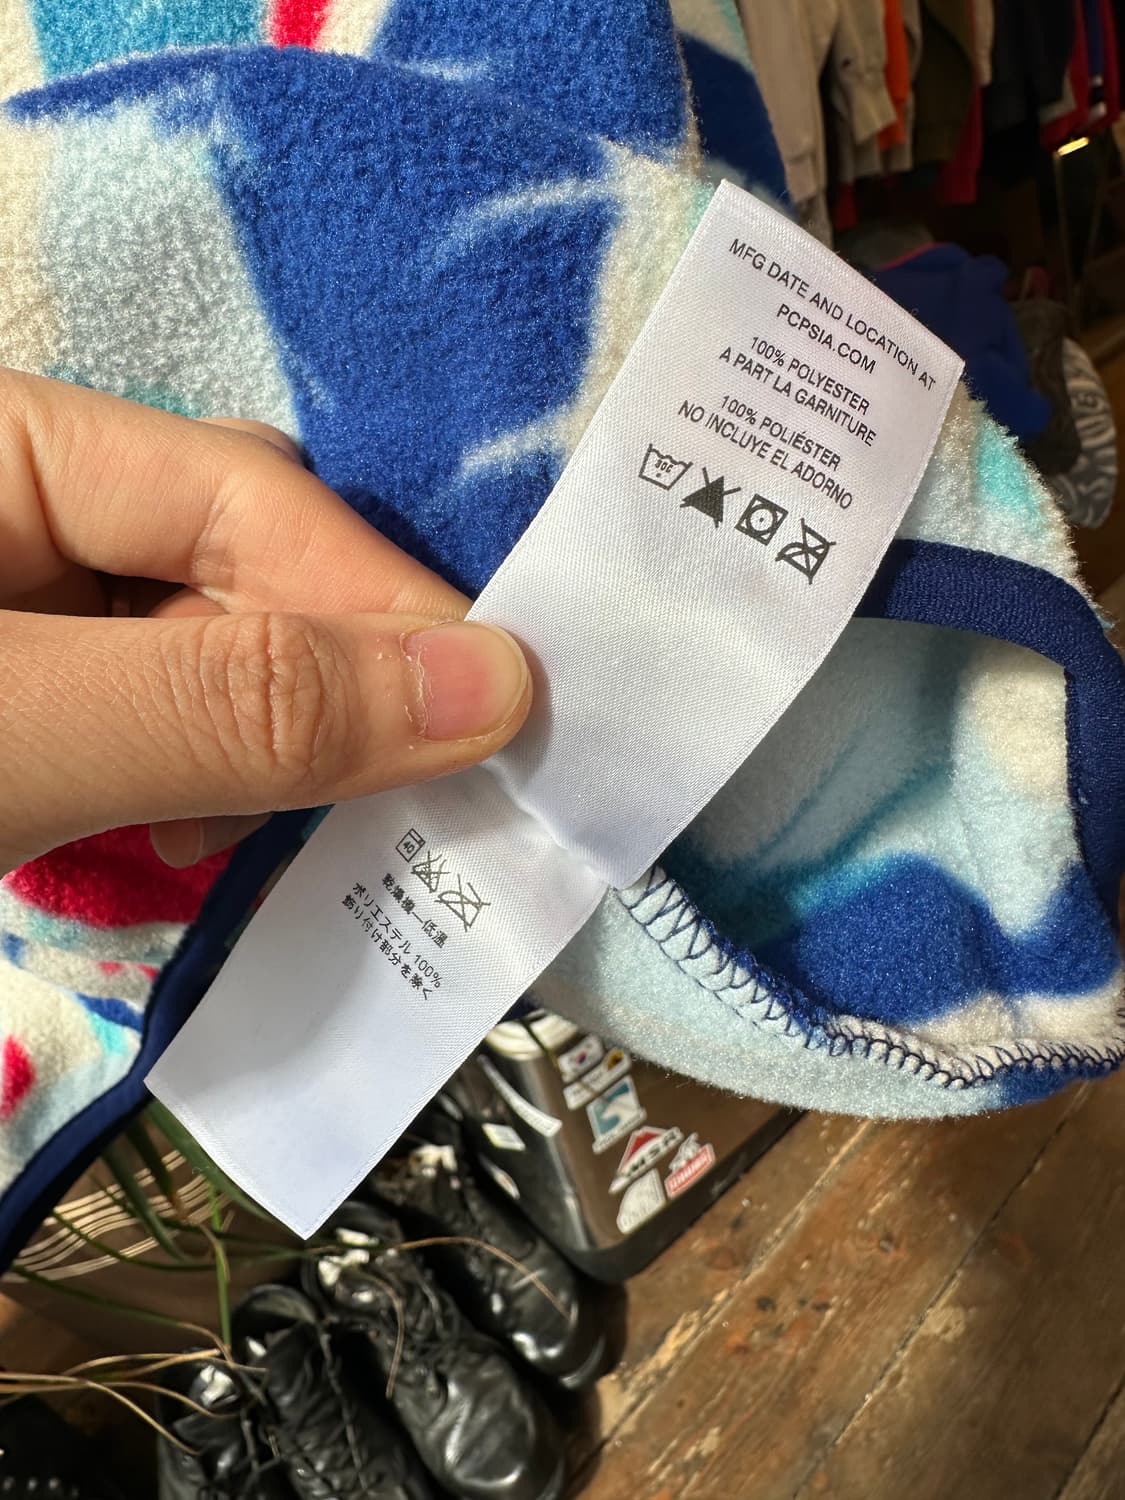 MFG DATE AND LOCATION AT
PCPSIA.COM
100% POLYESTER
A PART LA GARNITURE
100% POLIÉSTER
NO INCLUYE EL ADORNO
30C
40
乾燥機—低温
ポリエステル 100%
飾り付け部分を除く